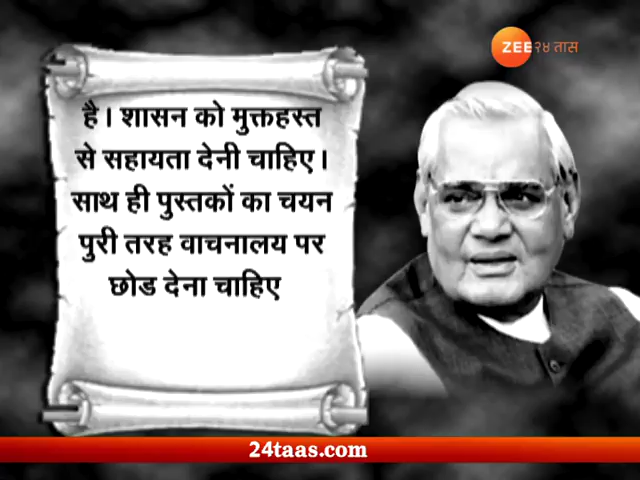 ZEE २४ तास
है। शासन को मुक्तहस्त
से सहायता देनी चाहिए।
साथ ही पुस्तकों का चयन
पुरी तरह वाचनालय पर
छोड देना चाहिए
24taas.com